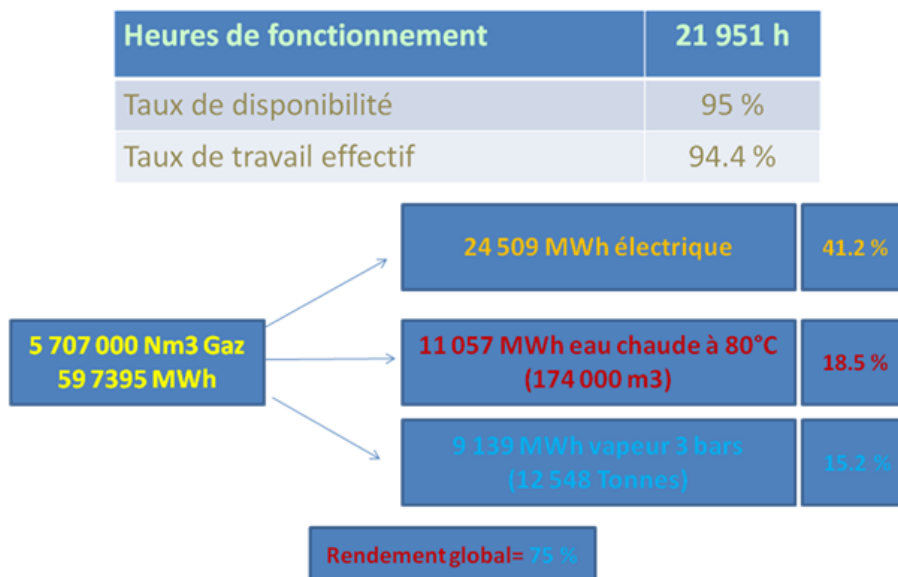 Heures de fonctionnement 21 951 h
Taux de disponibilité 95 %
Taux de travail effectif 94.4 %
24 509 MWh électrique 41.2 %
5 707 000 Nm3 Gaz
59 7395 MWh
11 057 MWh eau chaude à 80°C
(174 000 m3)
18.5 %
9 139 MWh vapeur 3 bars
(12 548 Tonnes)
15.2 %
Rendement global= 75 %